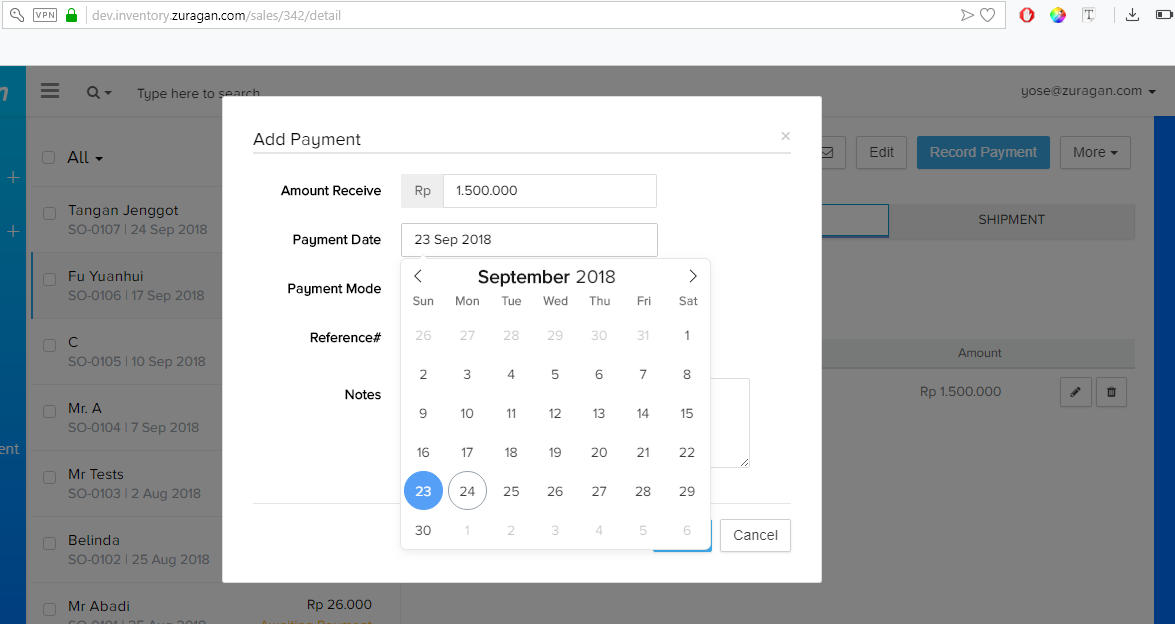 VPN dev.inventory.zuragan.com/sales/342/detail
Type here to search
yose@zuragan.com
All
Edit
Record Payment
More
Tangan Jenggot
SO-0107 | 24 Sep 2018
Fu Yuanhui
SO-0106 | 17 Sep 2018
C
SO-0105 | 10 Sep 2018
Mr. A
SO-0104 | 7 Sep 2018
Mr Tests
SO-0103 | 2 Aug 2018
Belinda
SO-0102 | 25 Aug 2018
Mr Abadi
Rp 26.000
ent
Add Payment
×
Amount Receive
Rp
1.500.000
Payment Date
23 Sep 2018
Payment Mode
Reference#
Notes
September 2018
Sun Mon Tue Wed Thu Fri Sat
26 27 28 29 30 31 1
2 3 4 5 6 7 8
9 10 11 12 13 14 15
16 17 18 19 20 21 22
23 24 25 26 27 28 29
30 1 2 3 4 5 6
Cancel
SHIPMENT
Amount
Rp 1.500.000